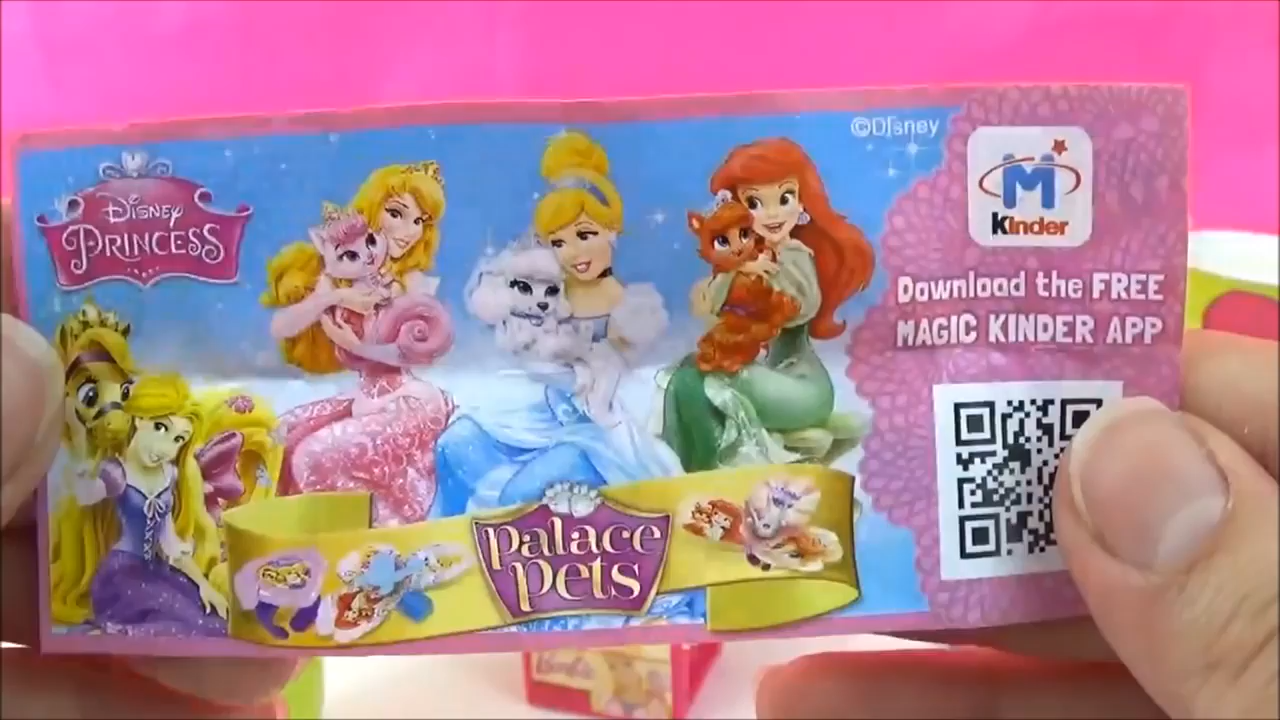 ©Disney
DISNEY
PRINCESS
M
Kinder
Download the FREE
MAGIC KINDER APP
palace
pets